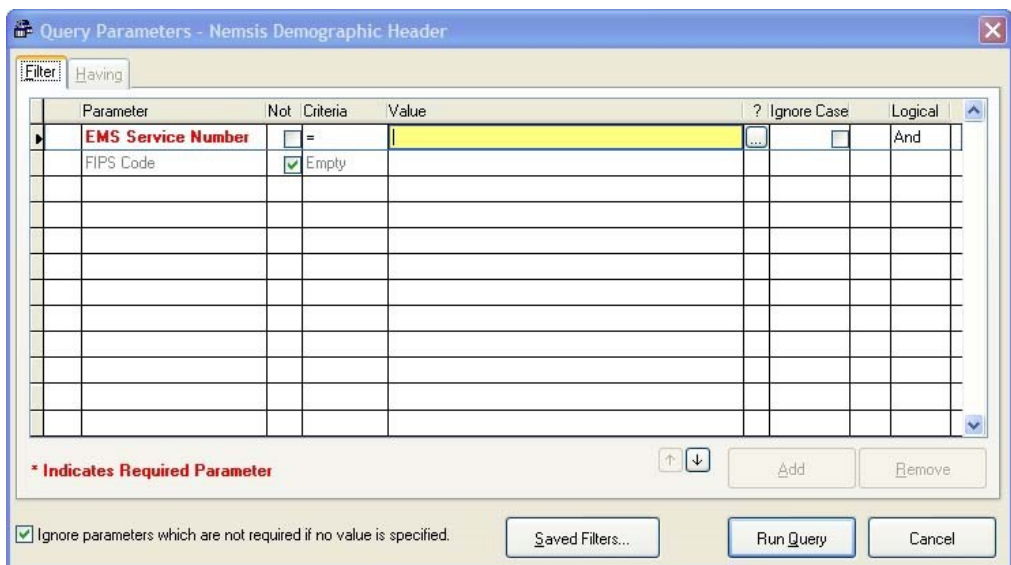 Query Parameters - Nemsis Demographic Header
Filter Having
Parameter Not Criteria Value ? Ignore Case Logical
EMS Service Number = ... And
FIPS Code Empty
* Indicates Required Parameter
Add Remove
Ignore parameters which are not required if no value is specified.
Saved Filters... Run Query Cancel